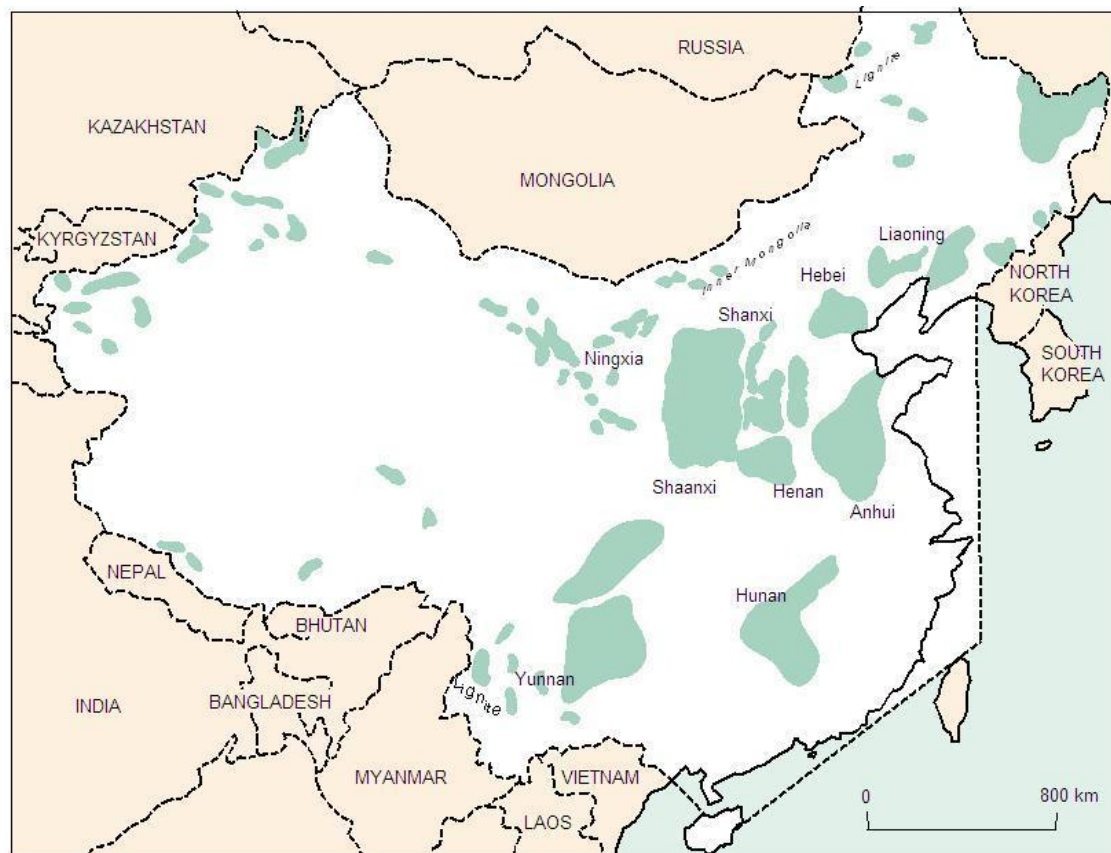 RUSSIA
Lignite
KAZAKHSTAN
MONGOLIA
KYRGYZSTAN
Liaoning
Inner Mongolia
Hebei
NORTH
KOREA
Shanxi
SOUTH
KOREA
Ningxia
Shaanxi
Henan
Anhui
NEPAL
Hunan
BHUTAN
Yunnan
Lignite
INDIA
BANGLADESH
MYANMAR
VIETNAM
LAOS
0 800 km